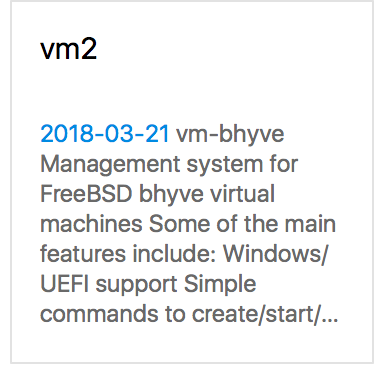 vm2
2018-03-21 vm-bhyve
Management system for
FreeBSD bhyve virtual
machines Some of the main
features include: Windows/
UEFI support Simple
commands to create/start/...